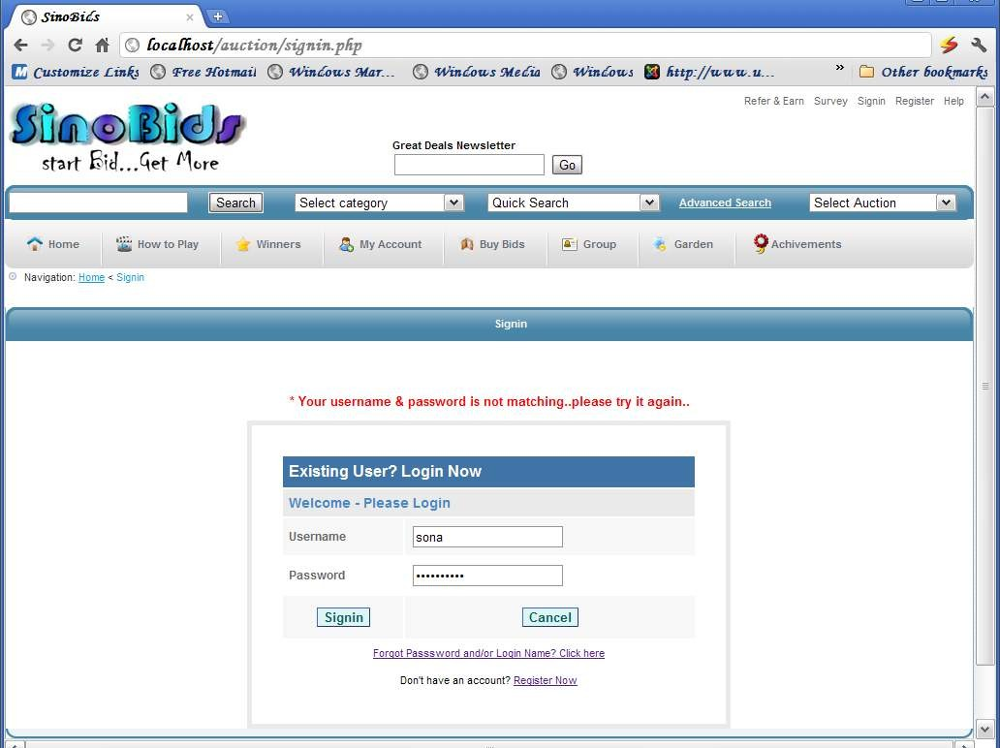 SinoBids
localhost/auction/signin.php
Customize Links Free Hotmail Windows Mar... Windows Media Windows http://www.u... » Other bookmarks
Refer & Earn Survey Signin Register Help
SinoBids
start Bid...Get More
Great Deals Newsletter
Go
Search Select category Quick Search Advanced Search Select Auction
Home How to Play Winners My Account Buy Bids Group Garden Achivements
Navigation: Home < Signin
Signin
* Your username & password is not matching..please try it again..
Existing User? Login Now
Welcome - Please Login
Username sona
Password ••••••••••
Signin Cancel
Forgot Passsword and/or Login Name? Click here
Don't have an account? Register Now